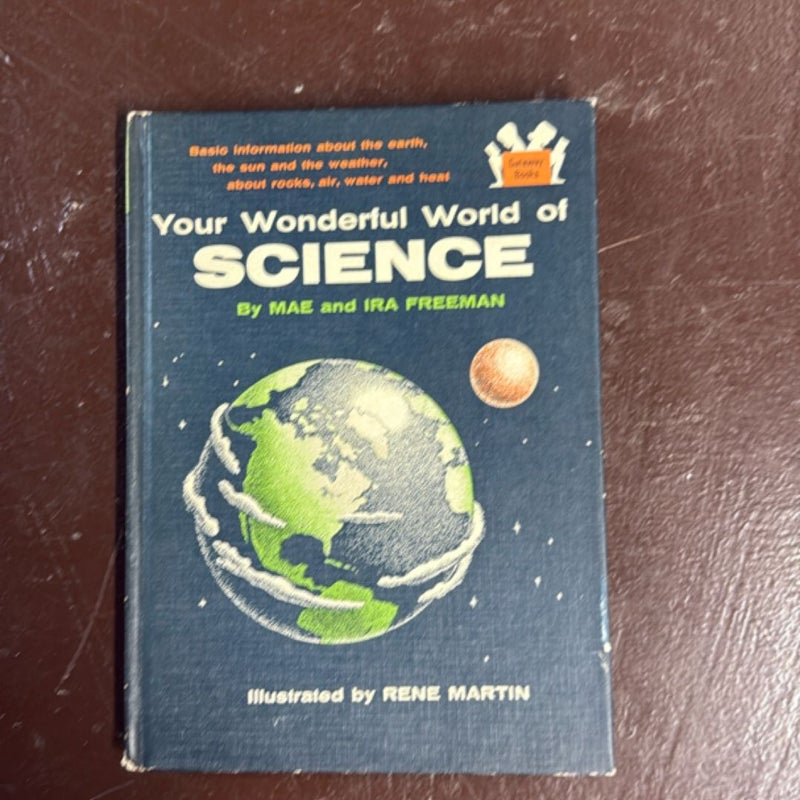 Basic information about the earth,
the sun and the weather,
about rocks, air, water and heat
Gateway
Books
Your Wonderful World of
SCIENCE
By MAE and IRA FREEMAN
Illustrated by RENE MARTIN